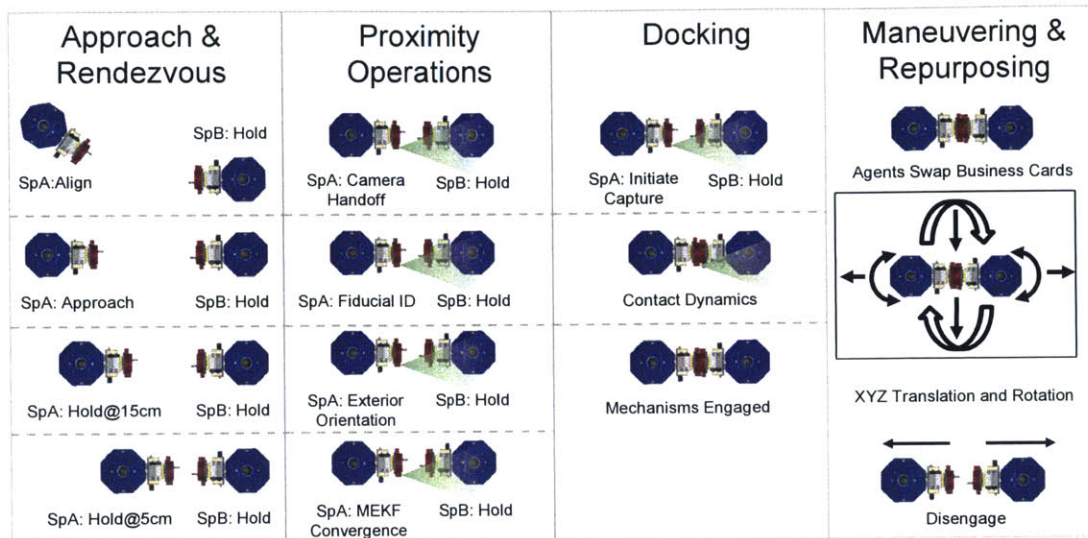 Approach &
Rendezvous
SpB: Hold
SpA:Align
SpA: Approach
SpB: Hold
SpA: Hold@15cm
SpB: Hold
SpA: Hold@5cm
SpB: Hold
Proximity
Operations
SpA: Camera
Handoff
SpB: Hold
SpA: Fiducial ID
SpB: Hold
SpA: Exterior
Orientation
SpB: Hold
SpA: MEKF
Convergence
SpB: Hold
Docking
SpA: Initiate
Capture
SpB: Hold
Contact Dynamics
Mechanisms Engaged
Maneuvering &
Repurposing
Agents Swap Business Cards
XYZ Translation and Rotation
Disengage